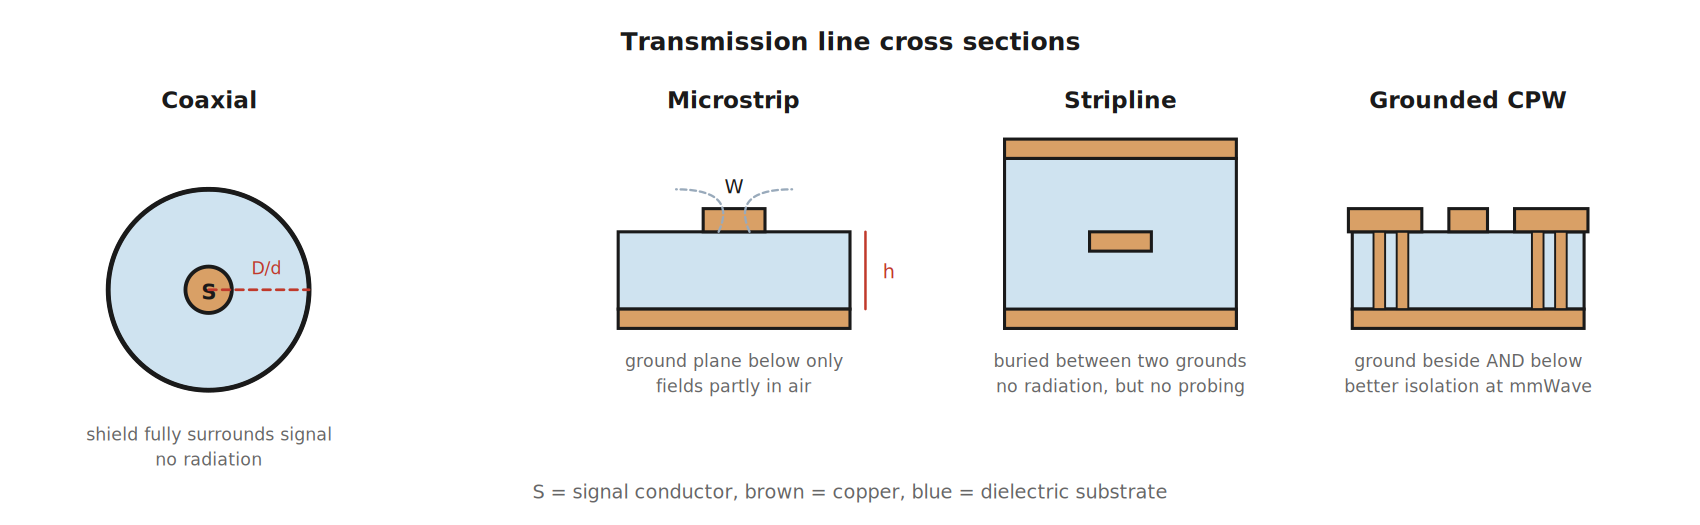 Transmission line cross sections
Coaxial
Microstrip
Stripline
Grounded CPW
W
D/d
S
h
ground plane below only
fields partly in air
buried between two grounds
no radiation, but no probing
ground beside AND below
better isolation at mmWave
shield fully surrounds signal
no radiation
S = signal conductor, brown = copper, blue = dielectric substrate